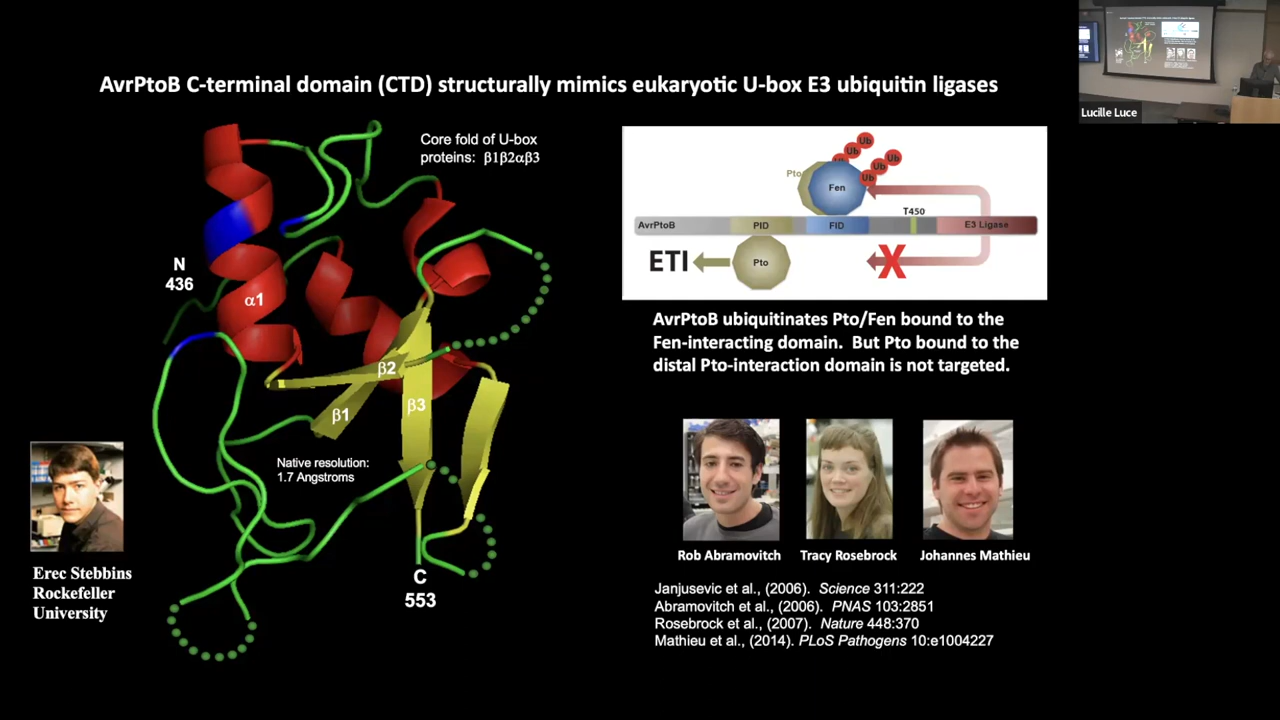 AvrPtoB C-terminal domain (CTD) structurally mimics eukaryotic U-box E3 ubiquitin ligases
Lucille Luce
Core fold of U-box
proteins: β1β2αβ3
N
436
α1
β2
β1
β3
Native resolution:
1.7 Angstroms
C
553
Erec Stebbins
Rockefeller
University
Ub
Ub
Ub
Ub
Ub
Pto
Fen
T450
AvrPtoB
PID
FID
E3 Ligase
ETI
Pto
X
AvrPtoB ubiquitinates Pto/Fen bound to the
Fen-interacting domain. But Pto bound to the
distal Pto-interaction domain is not targeted.
Rob Abramovitch
Tracy Rosebrock
Johannes Mathieu
Janjusevic et al., (2006). Science 311:222
Abramovitch et al., (2006). PNAS 103:2851
Rosebrock et al., (2007). Nature 448:370
Mathieu et al., (2014). PLoS Pathogens 10:e1004227